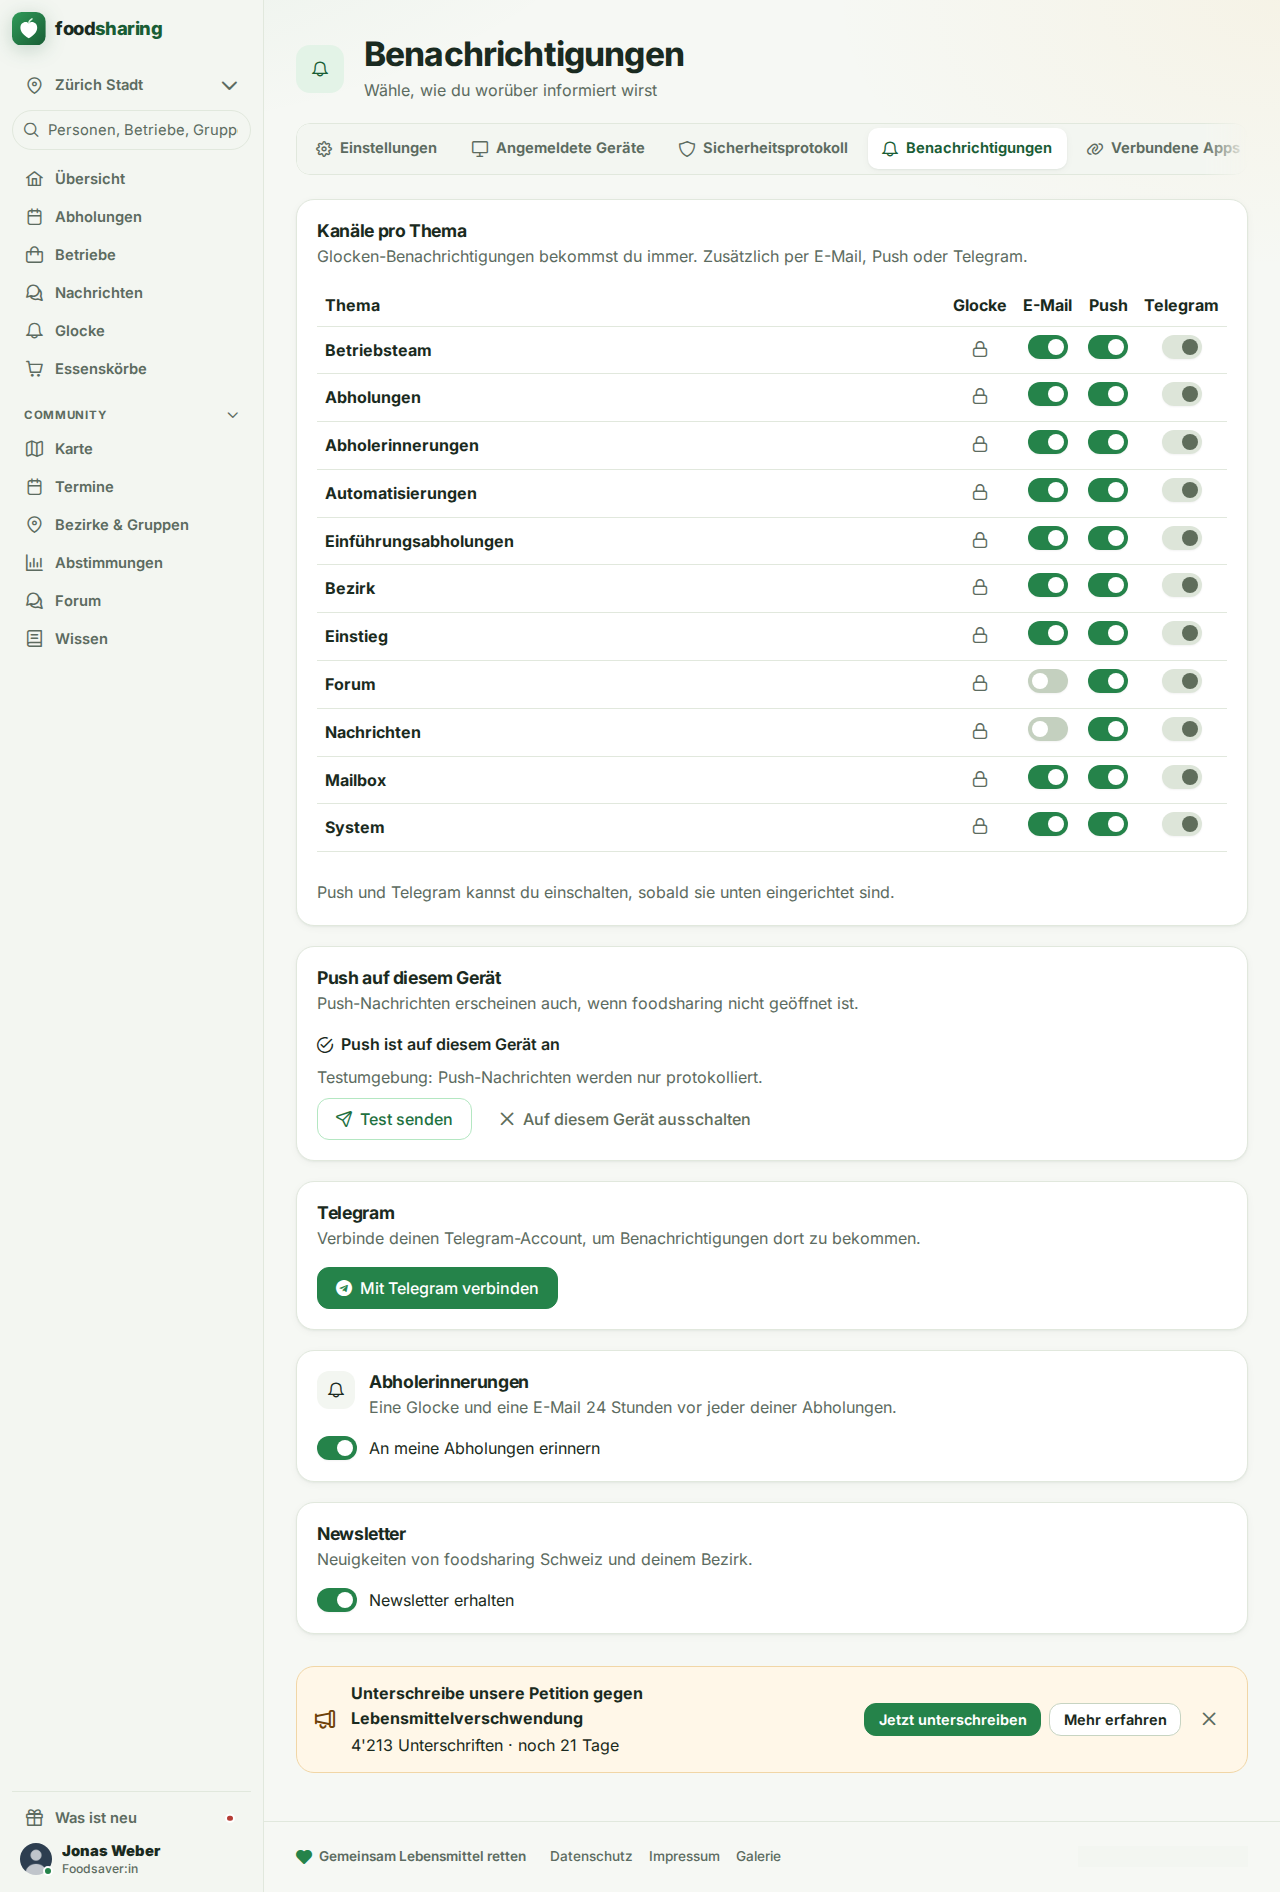 foodsharing
Zürich Stadt
Personen, Betriebe, Grupp
Übersicht
Abholungen
Betriebe
Nachrichten
Glocke
Essenskörbe
COMMUNITY
Karte
Termine
Bezirke & Gruppen
Abstimmungen
Forum
Wissen
Was ist neu
Jonas Weber
Foodsaver:in
Benachrichtigungen
Wähle, wie du worüber informiert wirst
Einstellungen
Angemeldete Geräte
Sicherheitsprotokoll
Benachrichtigungen
Verbundene Apps
Kanäle pro Thema
Glocken-Benachrichtigungen bekommst du immer. Zusätzlich per E-Mail, Push oder Telegram.
Thema Glocke E-Mail Push Telegram
Betriebsteam
Abholungen
Abholerinnerungen
Automatisierungen
Einführungsabholungen
Bezirk
Einstieg
Forum
Nachrichten
Mailbox
System
Push und Telegram kannst du einschalten, sobald sie unten eingerichtet sind.
Push auf diesem Gerät
Push-Nachrichten erscheinen auch, wenn foodsharing nicht geöffnet ist.
Push ist auf diesem Gerät an
Testumgebung: Push-Nachrichten werden nur protokolliert.
Test senden
Auf diesem Gerät ausschalten
Telegram
Verbinde deinen Telegram-Account, um Benachrichtigungen dort zu bekommen.
Mit Telegram verbinden
Abholerinnerungen
Eine Glocke und eine E-Mail 24 Stunden vor jeder deiner Abholungen.
An meine Abholungen erinnern
Newsletter
Neuigkeiten von foodsharing Schweiz und deinem Bezirk.
Newsletter erhalten
Unterschreibe unsere Petition gegen
Lebensmittelverschwendung
4'213 Unterschriften · noch 21 Tage
Jetzt unterschreiben
Mehr erfahren
Gemeinsam Lebensmittel retten
Datenschutz
Impressum
Galerie